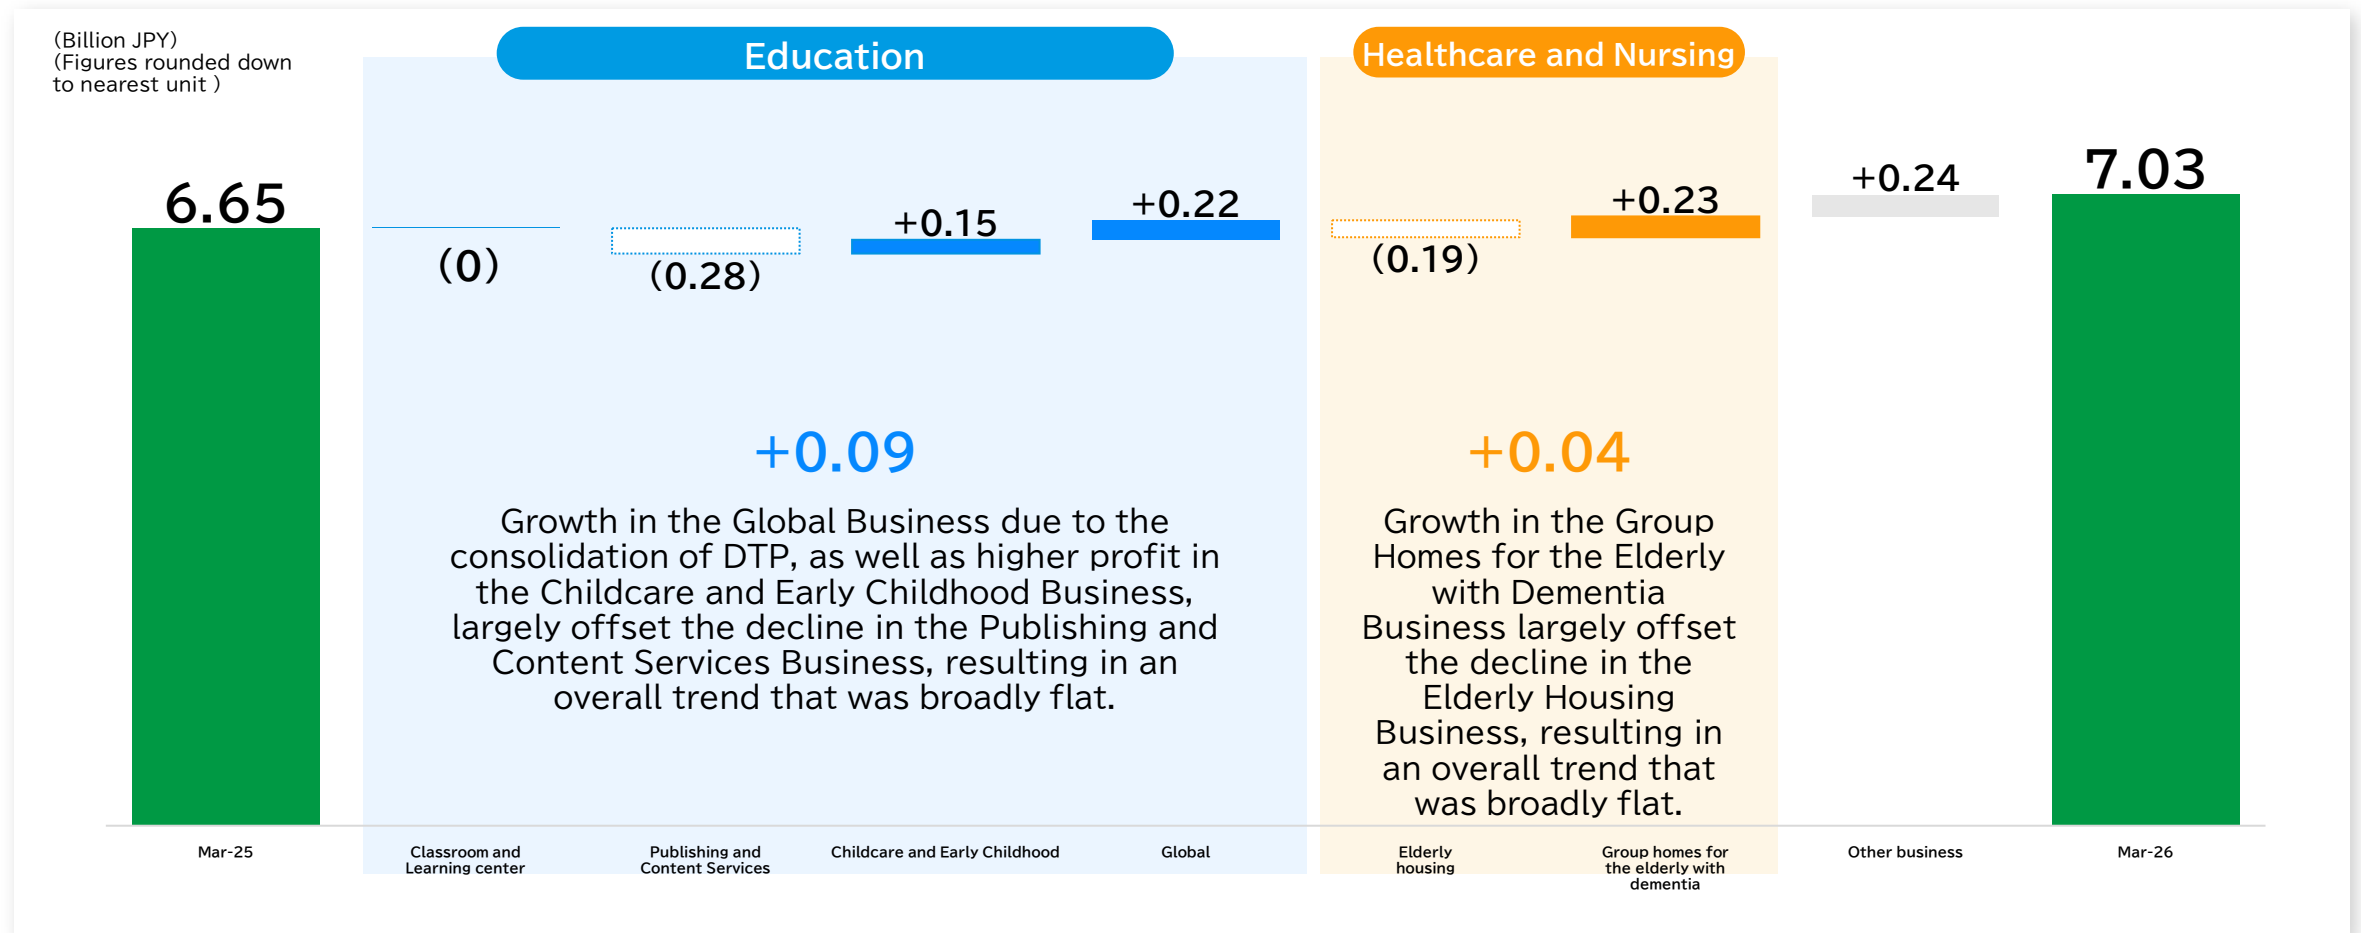 (Billion JPY)
(Figures rounded down
to nearest unit )
Education
Healthcare and Nursing
6.65
(0)
(0.28)
+0.15
+0.22
(0.19)
+0.23
+0.24
7.03
+0.09
Growth in the Global Business due to the
consolidation of DTP, as well as higher profit in
the Childcare and Early Childhood Business,
largely offset the decline in the Publishing and
Content Services Business, resulting in an
overall trend that was broadly flat.
+0.04
Growth in the Group
Homes for the Elderly
with Dementia
Business largely offset
the decline in the
Elderly Housing
Business, resulting in
an overall trend that
was broadly flat.
Mar-25
Classroom and
Learning center
Publishing and
Content Services
Childcare and Early Childhood
Global
Elderly
housing
Group homes for
the elderly with
dementia
Other business
Mar-26